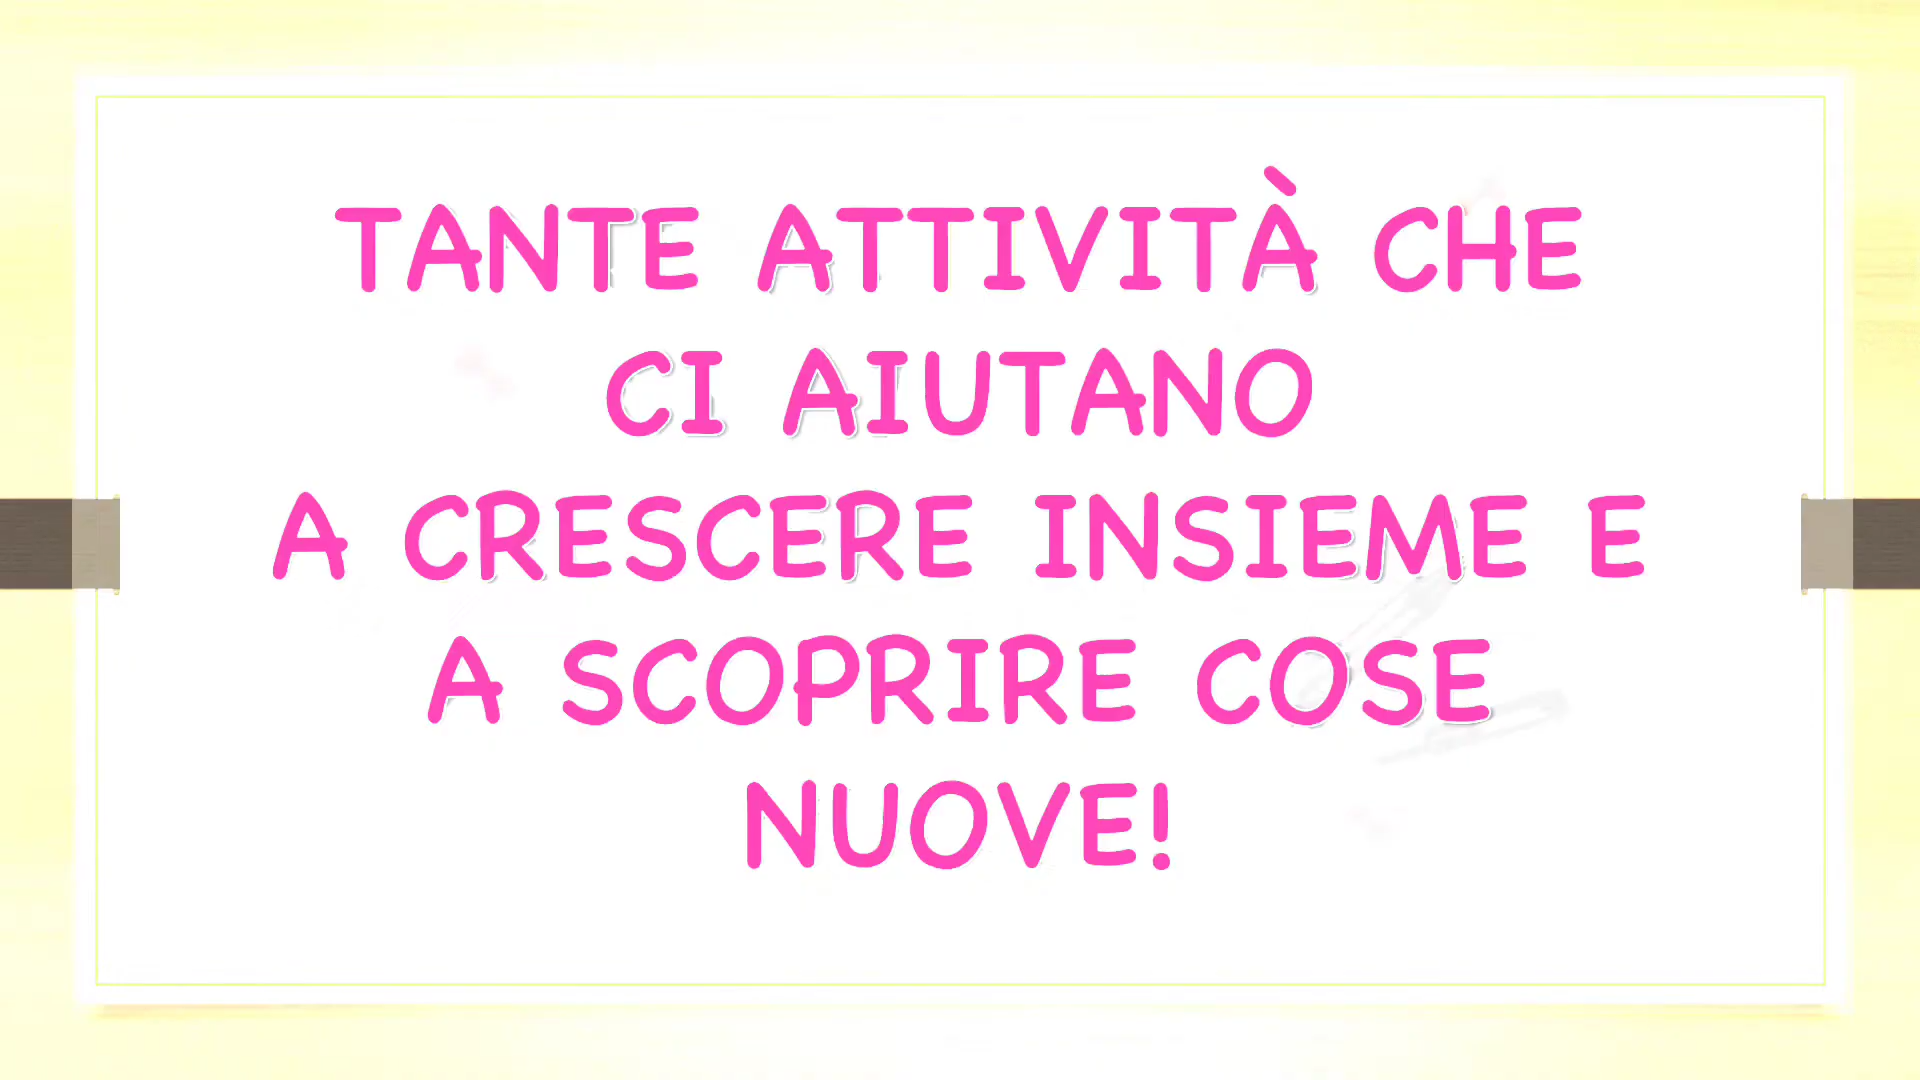 TANTE ATTIVITÀ CHE
CI AIUTANO
A CRESCERE INSIEME E
A SCOPRIRE COSE
NUOVE!